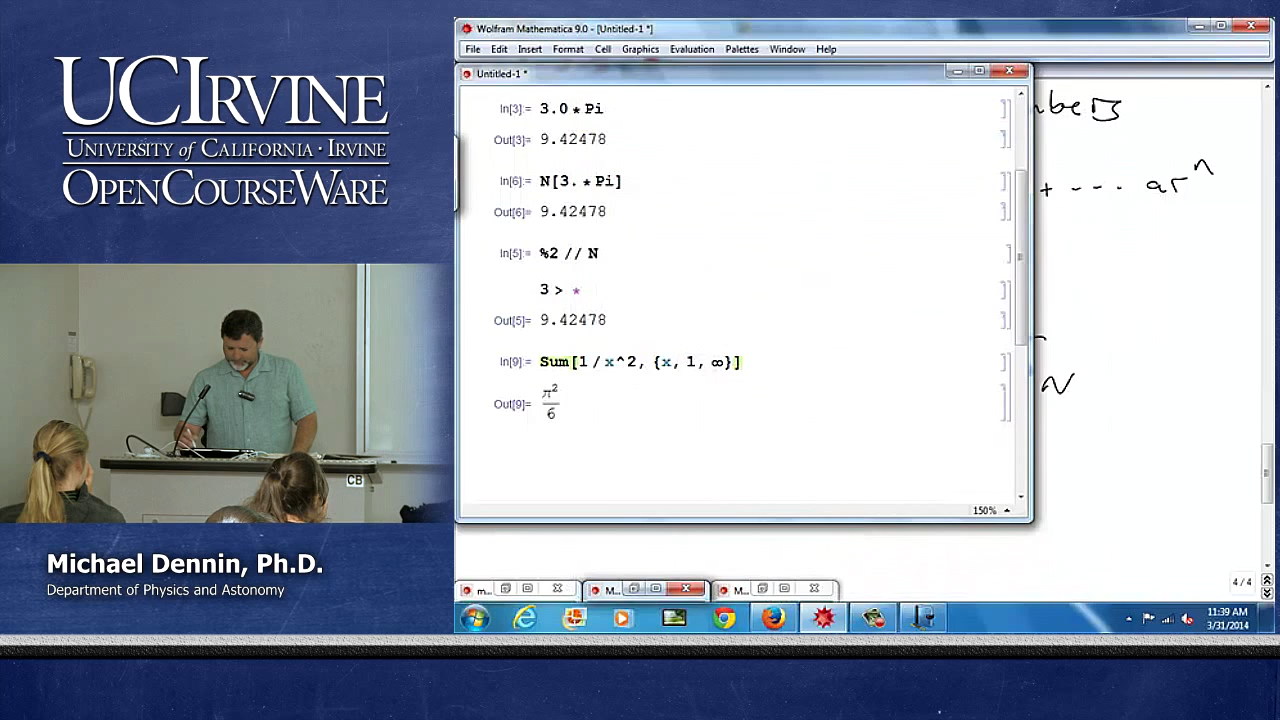 UCIRVINE
UNIVERSITY of CALIFORNIA · IRVINE
OPENCOURSEWARE
CB
Michael Dennin, Ph.D.
Department of Physics and Astonomy
Wolfram Mathematica 9.0 - [Untitled-1 *]
File Edit Insert Format Cell Graphics Evaluation Palettes Window Help
Untitled-1 *
In[3]:= 3.0 * Pi
Out[3]= 9.42478
In[6]:= N[3. * Pi]
Out[6]= 9.42478
In[5]:= %2 // N
3 > *
Out[5]= 9.42478
In[9]:= Sum[1 / x^2, {x, 1, ∞}]
Out[9]= π²/6
150%
+ --- ar^n
N
4 / 4
m...
M...
M...
11:39 AM
3/31/2014